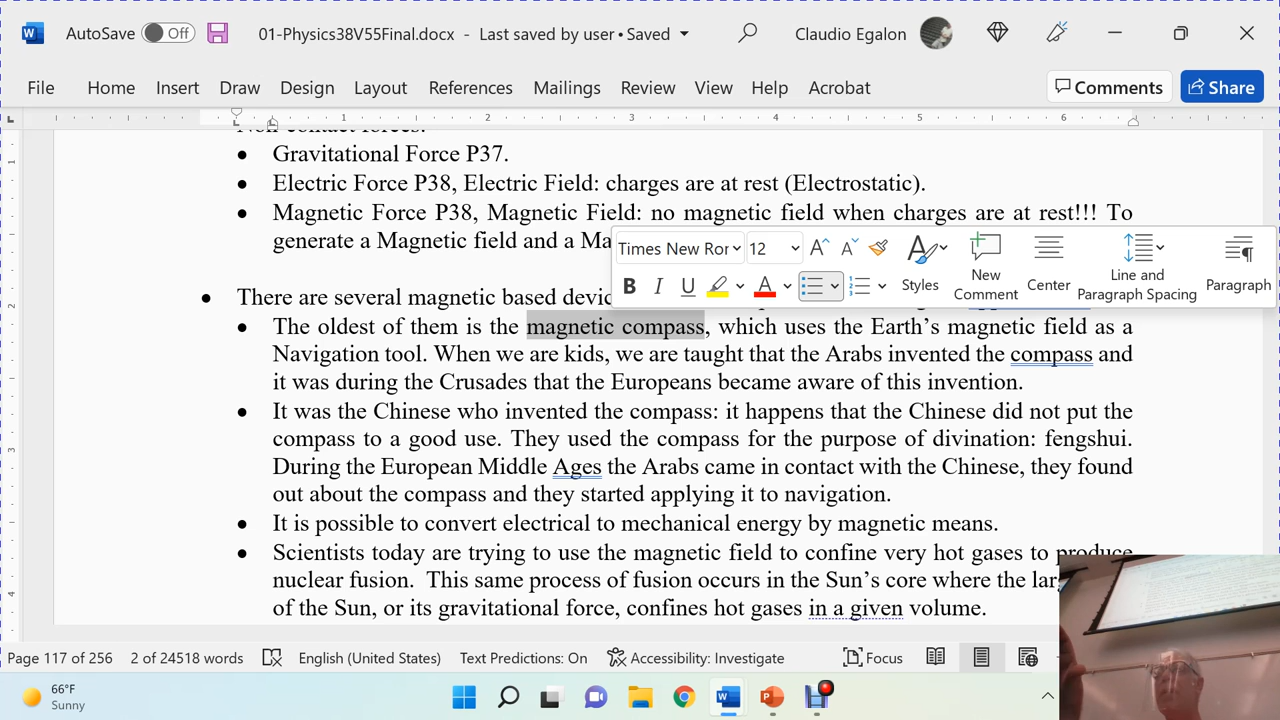 AutoSave Off 01-Physics38V55Final.docx - Last saved by user • Saved Claudio Egalon
File Home Insert Draw Design Layout References Mailings Review View Help Acrobat Comments Share
1 2 3 4 5 6
• Gravitational Force P37.
• Electric Force P38, Electric Field: charges are at rest (Electrostatic).
• Magnetic Force P38, Magnetic Field: no magnetic field when charges are at rest!!! To
generate a Magnetic field and a Ma
Times New Ror 12
B I U A Styles New Comment Center Line and Paragraph Spacing Paragraph
• There are several magnetic based devic
• The oldest of them is the magnetic compass, which uses the Earth’s magnetic field as a
Navigation tool. When we are kids, we are taught that the Arabs invented the compass and
it was during the Crusades that the Europeans became aware of this invention.
• It was the Chinese who invented the compass: it happens that the Chinese did not put the
compass to a good use. They used the compass for the purpose of divination: fengshui.
During the European Middle Ages the Arabs came in contact with the Chinese, they found
out about the compass and they started applying it to navigation.
• It is possible to convert electrical to mechanical energy by magnetic means.
• Scientists today are trying to use the magnetic field to confine very hot gases to produce
nuclear fusion. This same process of fusion occurs in the Sun’s core where the lar
of the Sun, or its gravitational force, confines hot gases in a given volume.
Page 117 of 256 2 of 24518 words English (United States) Text Predictions: On Accessibility: Investigate Focus
66°F
Sunny